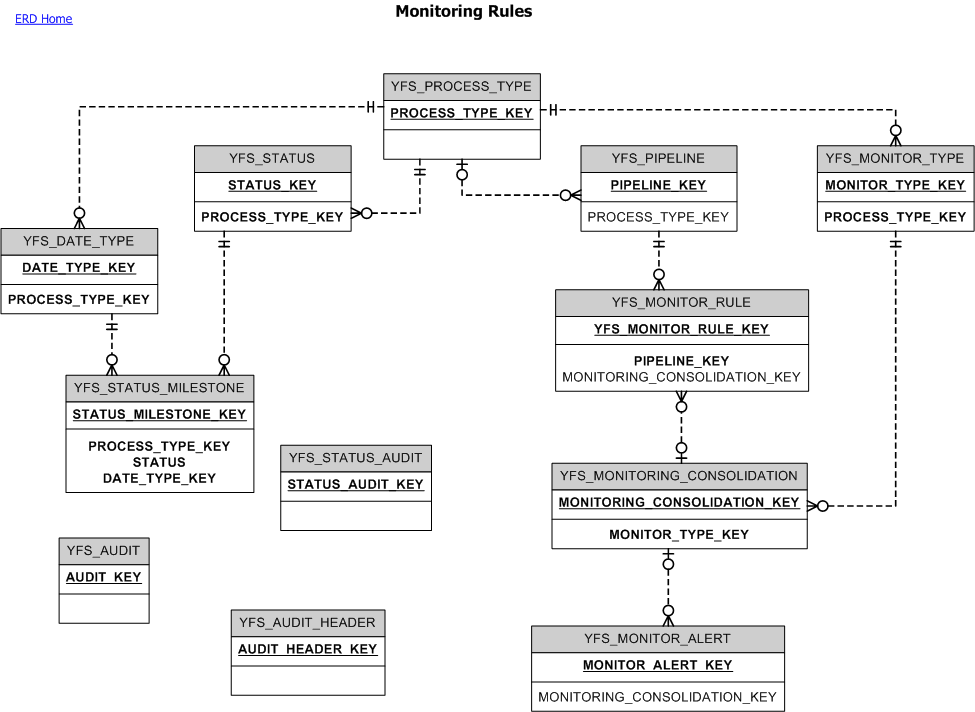 Monitoring Rules
ERD Home
YFS_PROCESS_TYPE
PROCESS_TYPE_KEY
YFS_STATUS
STATUS_KEY
PROCESS_TYPE_KEY
YFS_PIPELINE
PIPELINE_KEY
PROCESS_TYPE_KEY
YFS_MONITOR_TYPE
MONITOR_TYPE_KEY
PROCESS_TYPE_KEY
YFS_DATE_TYPE
DATE_TYPE_KEY
PROCESS_TYPE_KEY
YFS_MONITOR_RULE
YFS_MONITOR_RULE_KEY
PIPELINE_KEY
MONITORING_CONSOLIDATION_KEY
YFS_STATUS_MILESTONE
STATUS_MILESTONE_KEY
PROCESS_TYPE_KEY
STATUS
DATE_TYPE_KEY
YFS_STATUS_AUDIT
STATUS_AUDIT_KEY
YFS_MONITORING_CONSOLIDATION
MONITORING_CONSOLIDATION_KEY
MONITOR_TYPE_KEY
YFS_AUDIT
AUDIT_KEY
YFS_AUDIT_HEADER
AUDIT_HEADER_KEY
YFS_MONITOR_ALERT
MONITOR_ALERT_KEY
MONITORING_CONSOLIDATION_KEY